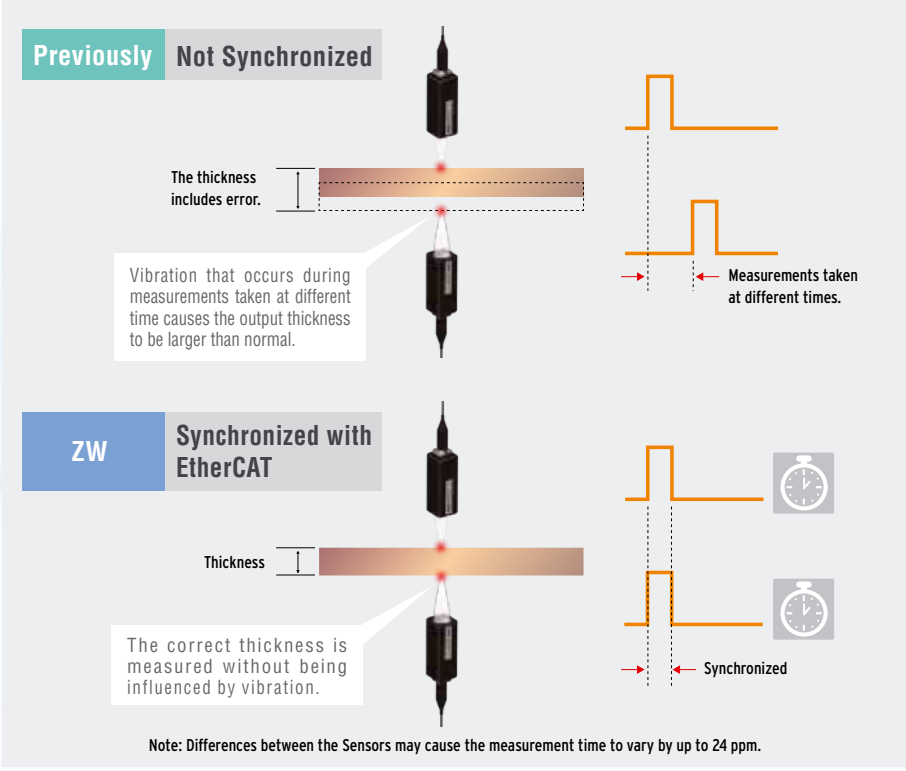 Previously
Not Synchronized
The thickness
includes error.
Vibration that occurs during
measurements taken at different
time causes the output thickness
to be larger than normal.
Measurements taken
at different times.
ZW
Synchronized with
EtherCAT
Thickness
The correct thickness is
measured without being
influenced by vibration.
Synchronized
Note: Differences between the Sensors may cause the measurement time to vary by up to 24 ppm.